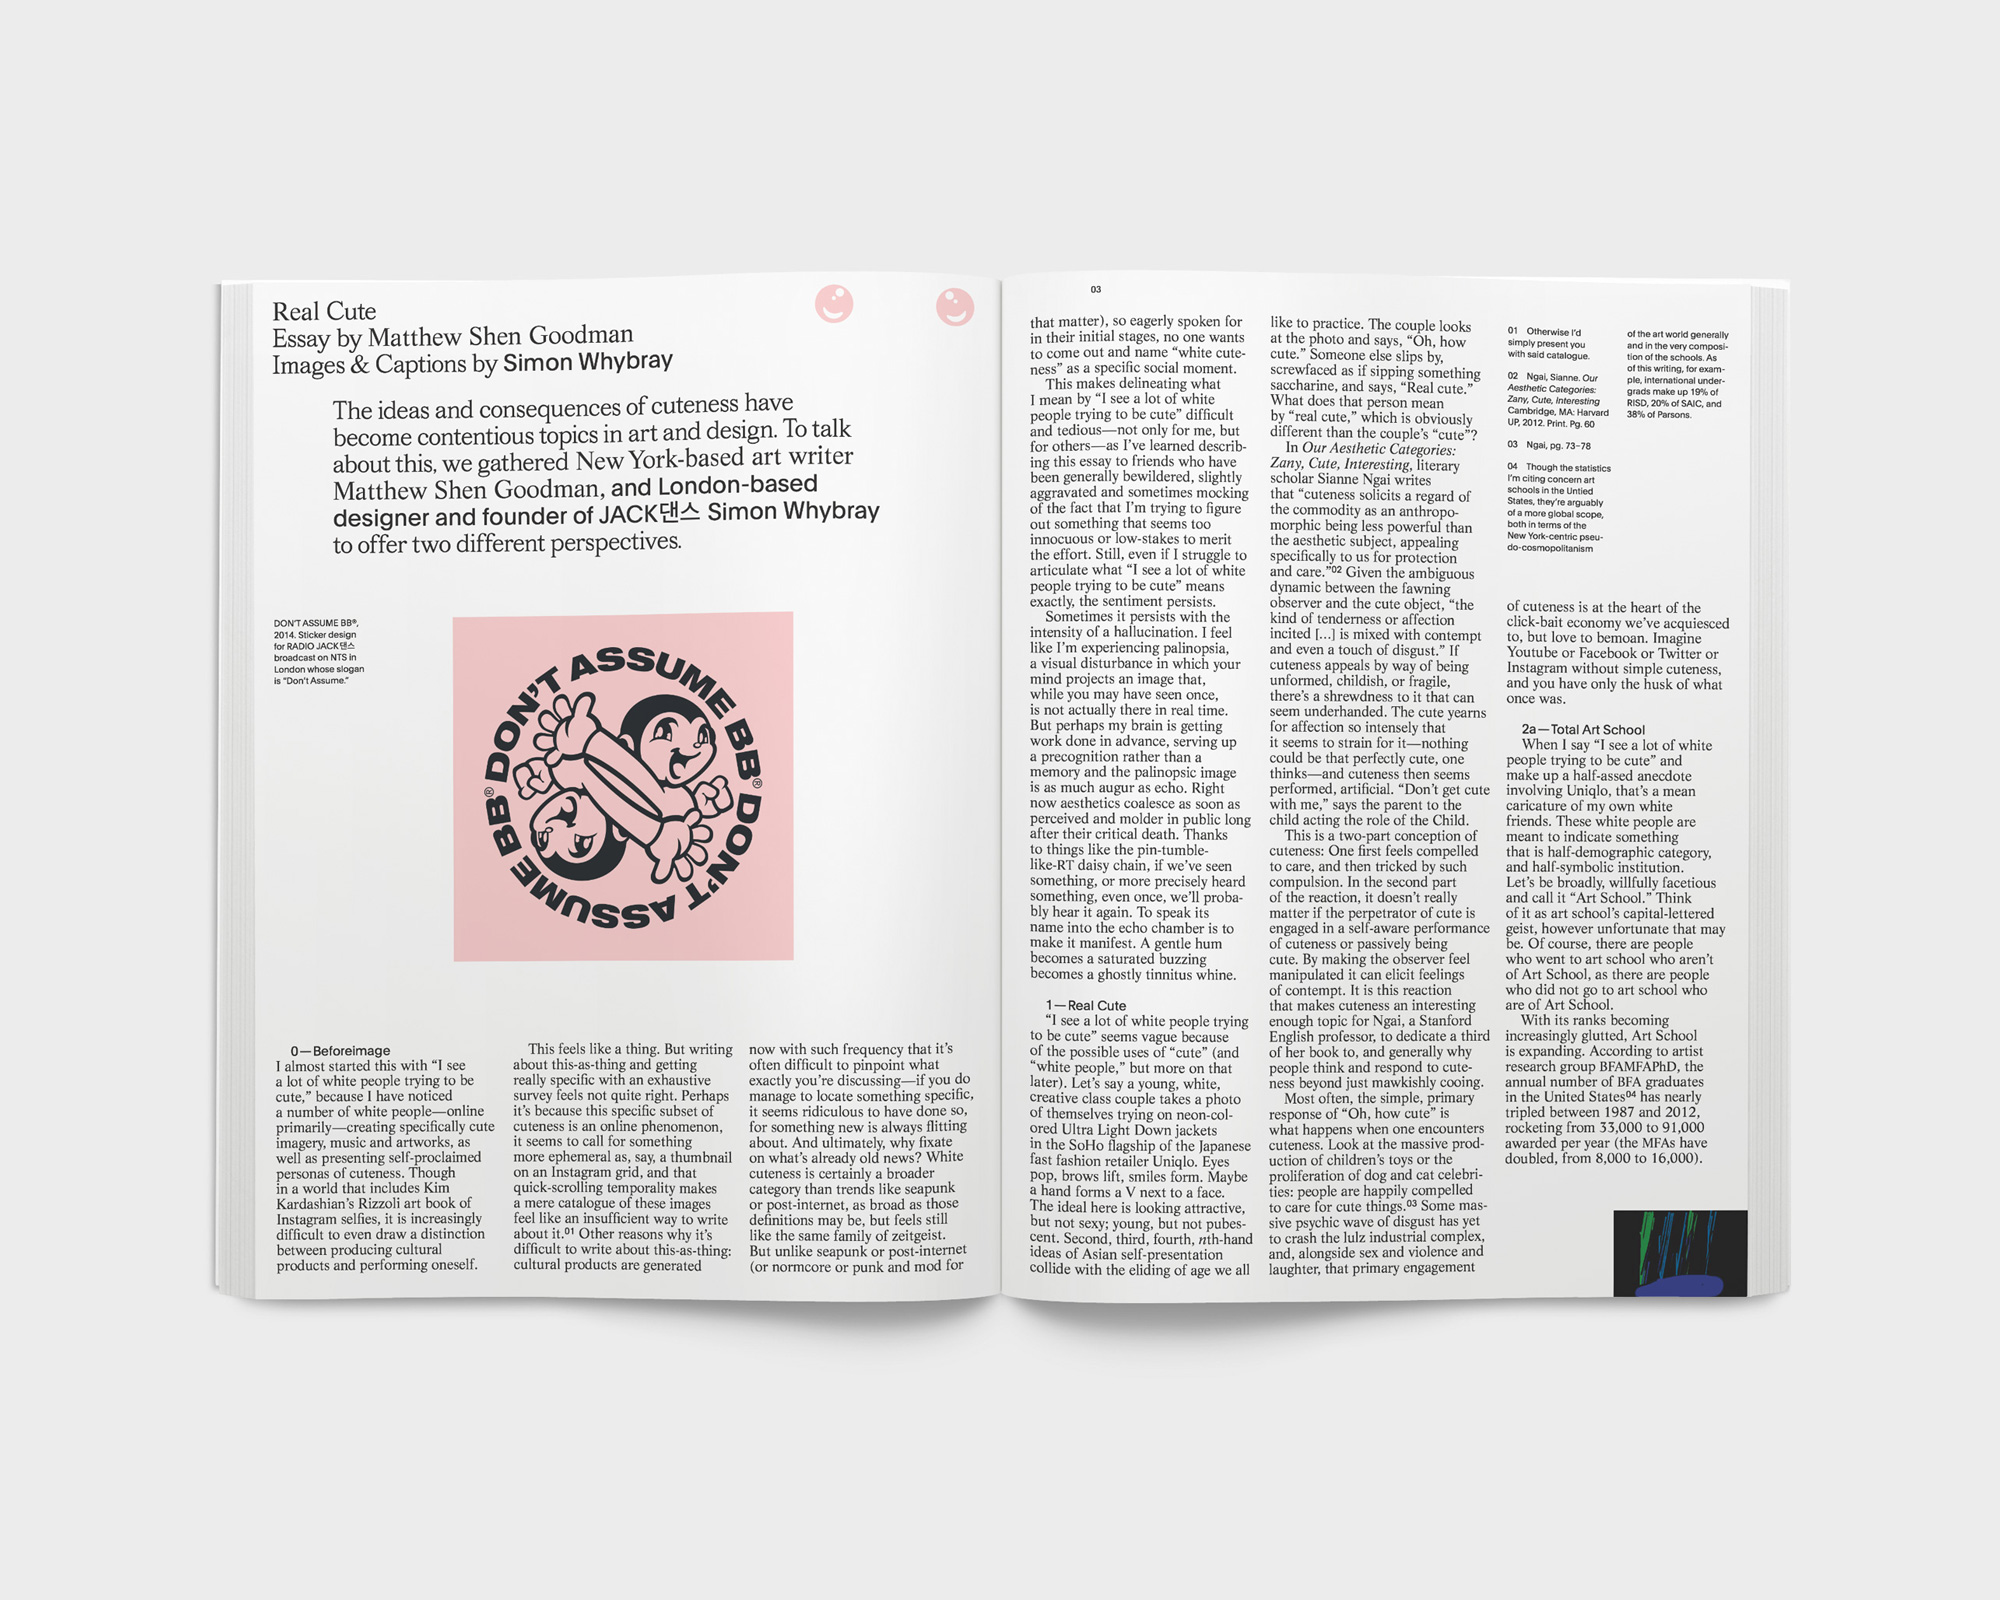 Real Cute
Essay by Matthew Shen Goodman
Images & Captions by Simon Whybray
The ideas and consequences of cuteness have
become contentious topics in art and design. To talk
about this, we gathered New York-based art writer
Matthew Shen Goodman, and London-based
designer and founder of JACK댄스 Simon Whybray
to offer two different perspectives.
DON'T ASSUME BB®,
2014. Sticker design
for RADIO JACK댄스
broadcast on NTS in
London whose slogan
is “Don't Assume.”
DON'T ASSUME BB®
DON'T ASSUME BB®
0—Beforeimage
I almost started this with “I see
a lot of white people trying to be
cute,” because I have noticed
a number of white people—online
primarily—creating specifically cute
imagery, music and artworks, as
well as presenting self-proclaimed
personas of cuteness. Though
in a world that includes Kim
Kardashian's Rizzoli art book of
Instagram selfies, it is increasingly
difficult to even draw a distinction
between producing cultural
products and performing oneself.
This feels like a thing. But writing
about this-as-thing and getting
really specific with an exhaustive
survey feels not quite right. Perhaps
it's because this specific subset of
cuteness is an online phenomenon,
it seems to call for something
more ephemeral as, say, a thumbnail
on an Instagram grid, and that
quick-scrolling temporality makes
a mere catalogue of these images
feel like an insufficient way to write
about it.01 Other reasons why it's
difficult to write about this-as-thing:
cultural products are generated
now with such frequency that it's
often difficult to pinpoint what
exactly you're discussing—if you do
manage to locate something specific,
it seems ridiculous to have done so,
for something new is always flitting
about. And ultimately, why fixate
on what's already old news? White
cuteness is certainly a broader
category than trends like seapunk
or post-internet, as broad as those
definitions may be, but feels still
like the same family of zeitgeist.
But unlike seapunk or post-internet
(or normcore or punk and mod for
03
that matter), so eagerly spoken for
in their initial stages, no one wants
to come out and name “white cute-
ness” as a specific social moment.
This makes delineating what
I mean by “I see a lot of white
people trying to be cute” difficult
and tedious—not only for me, but
for others—as I've learned describ-
ing this essay to friends who have
been generally bewildered, slightly
aggravated and sometimes mocking
of the fact that I'm trying to figure
out something that seems too
innocuous or low-stakes to merit
the effort. Still, even if I struggle to
articulate what “I see a lot of white
people trying to be cute” means
exactly, the sentiment persists.
Sometimes it persists with the
intensity of a hallucination. I feel
like I'm experiencing palinopsia,
a visual disturbance in which your
mind projects an image that,
while you may have seen once,
is not actually there in real time.
But perhaps my brain is getting
work done in advance, serving up
a precognition rather than a
memory and the palinopsic image
is as much augur as echo. Right
now aesthetics coalesce as soon as
perceived and molder in public long
after their critical death. Thanks
to things like the pin-tumble-
like-RT daisy chain, if we've seen
something, or more precisely heard
something, even once, we'll proba-
bly hear it again. To speak its
name into the echo chamber is to
make it manifest. A gentle hum
becomes a saturated buzzing
becomes a ghostly tinnitus whine.
1—Real Cute
“I see a lot of white people trying
to be cute” seems vague because
of the possible uses of “cute” (and
“white people,” but more on that
later). Let's say a young, white,
creative class couple takes a photo
of themselves trying on neon-col-
ored Ultra Light Down jackets
in the SoHo flagship of the Japanese
fast fashion retailer Uniqlo. Eyes
pop, brows lift, smiles form. Maybe
a hand forms a V next to a face.
The ideal here is looking attractive,
but not sexy; young, but not pubes-
cent. Second, third, fourth, nth-hand
ideas of Asian self-presentation
collide with the eliding of age we all
like to practice. The couple looks
at the photo and says, “Oh, how
cute.” Someone else slips by,
screwfaced as if sipping something
saccharine, and says, “Real cute.”
What does that person mean
by “real cute,” which is obviously
different than the couple's “cute”?
In Our Aesthetic Categories:
Zany, Cute, Interesting, literary
scholar Sianne Ngai writes
that “cuteness solicits a regard of
the commodity as an anthropo-
morphic being less powerful than
the aesthetic subject, appealing
specifically to us for protection
and care.”02 Given the ambiguous
dynamic between the fawning
observer and the cute object, “the
kind of tenderness or affection
incited […] is mixed with contempt
and even a touch of disgust.” If
cuteness appeals by way of being
unformed, childish, or fragile,
there's a shrewdness to it that can
seem underhanded. The cute yearns
for affection so intensely that
it seems to strain for it—nothing
could be that perfectly cute, one
thinks—and cuteness then seems
performed, artificial. “Don't get cute
with me,” says the parent to the
child acting the role of the Child.
This is a two-part conception of
cuteness: One first feels compelled
to care, and then tricked by such
compulsion. In the second part
of the reaction, it doesn't really
matter if the perpetrator of cute is
engaged in a self-aware performance
of cuteness or passively being
cute. By making the observer feel
manipulated it can elicit feelings
of contempt. It is this reaction
that makes cuteness an interesting
enough topic for Ngai, a Stanford
English professor, to dedicate a third
of her book to, and generally why
people think and respond to cute-
ness beyond just mawkishly cooing.
Most often, the simple, primary
response of “Oh, how cute” is
what happens when one encounters
cuteness. Look at the massive prod-
uction of children's toys or the
proliferation of dog and cat celebri-
ties: people are happily compelled
to care for cute things.03 Some mas-
sive psychic wave of disgust has yet
to crash the lulz industrial complex,
and, alongside sex and violence and
laughter, that primary engagement
01 Otherwise I'd
simply present you
with said catalogue.
02 Ngai, Sianne. Our
Aesthetic Categories:
Zany, Cute, Interesting
Cambridge, MA: Harvard
UP, 2012. Print. Pg. 60
03 Ngai, pg. 73–78
04 Though the statistics
I'm citing concern art
schools in the Untied
States, they're arguably
of a more global scope,
both in terms of the
New York-centric pseu-
do-cosmopolitanism
of the art world generally
and in the very composi-
tion of the schools. As
of this writing, for exam-
ple, international under-
grads make up 19% of
RISD, 20% of SAIC, and
38% of Parsons.
of cuteness is at the heart of the
click-bait economy we've acquiesced
to, but love to bemoan. Imagine
Youtube or Facebook or Twitter or
Instagram without simple cuteness,
and you have only the husk of what
once was.
2a—Total Art School
When I say “I see a lot of white
people trying to be cute” and
make up a half-assed anecdote
involving Uniqlo, that's a mean
caricature of my own white
friends. These white people are
meant to indicate something
that is half-demographic category,
and half-symbolic institution.
Let's be broadly, willfully facetious
and call it “Art School.” Think
of it as art school's capital-lettered
geist, however unfortunate that may
be. Of course, there are people
who went to art school who aren't
of Art School, as there are people
who did not go to art school who
are of Art School.
With its ranks becoming
increasingly glutted, Art School
is expanding. According to artist
research group BFAMFAPhD, the
annual number of BFA graduates
in the United States04 has nearly
tripled between 1987 and 2012,
rocketing from 33,000 to 91,000
awarded per year (the MFAs have
doubled, from 8,000 to 16,000).